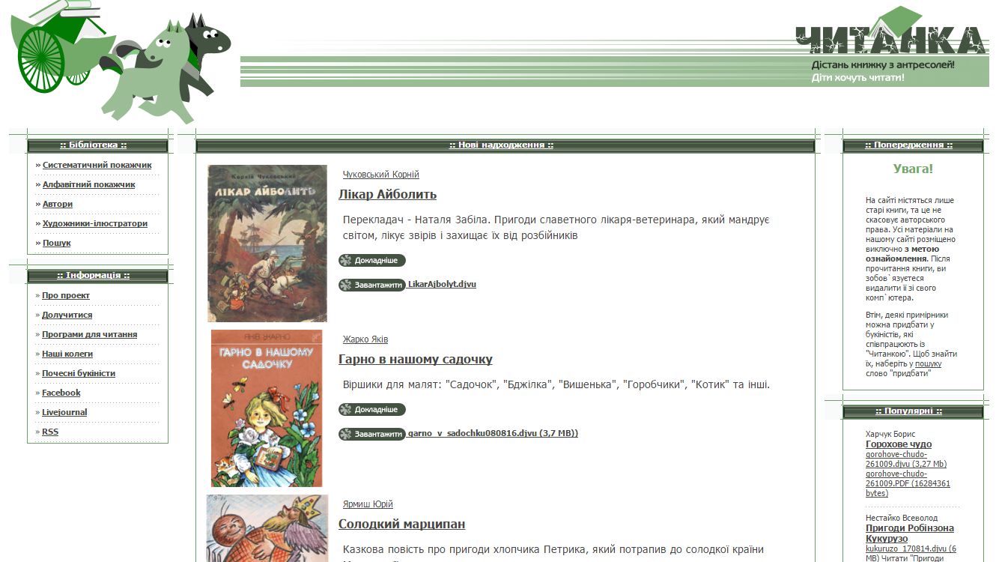 ЧИТАНКА
Дістань книжку з антресолей!
Діти хочуть читати!
:: Бібліотека ::
» Систематичний покажчик
» Алфавітний покажчик
» Автори
» Художники-ілюстратори
» Пошук
:: Інформація ::
» Про проект
» Долучитися
» Програми для читання
» Наші колеги
» Почесні букіністи
» Facebook
» Livejournal
» RSS
:: Нові надходження ::
Корній Чуковський
ЛІКАР АЙБОЛИТЬ
Чуковський Корній
Лікар Айболить
Перекладач - Наталя Забіла. Пригоди славетного лікаря-ветеринара, який мандрує
світом, лікує звірів і захищає їх від розбійників
Докладніше
Завантажити LikarAjbolyt.djvu
ЯКІВ ЖАРКО
ГАРНО В НАШОМУ
САДОЧКУ
Жарко Яків
Гарно в нашому садочку
Віршики для малят: "Садочок", "Бджілка", "Вишенька", "Горобчики", "Котик" та інші.
Докладніше
Завантажити garno_v_sadochku080816.djvu (3,7 MB))
Ярмиш Юрій
Солодкий марципан
Казкова повість про пригоди хлопчика Петрика, який потрапив до солодкої країни
:: Попередження ::
Увага!
На сайті містяться лише
старі книги, та це не
скасовує авторського
права. Усі матеріали на
нашому сайті розміщено
виключно з метою
ознайомлення. Після
прочитання книги, ви
зобов`язуєтеся
видалити її зі свого
комп`ютера.
Втім, деякі примірники
можна придбати у
букіністів, які
співпрацюють із
"Читанкою". Щоб знайти
їх, наберіть у пошуку
слово "придбати"
:: Популярні ::
Харчук Борис
Горохове чудо
gorohove-chudo-
261009.djvu (3,27 Mb)
gorohove-chudo-
261009.PDF (16284361
bytes)
Нестайко Всеволод
Пригоди Робінзона
Кукурузо
kukuruzo_170814.djvu (6
MB) Читати "Пригоди